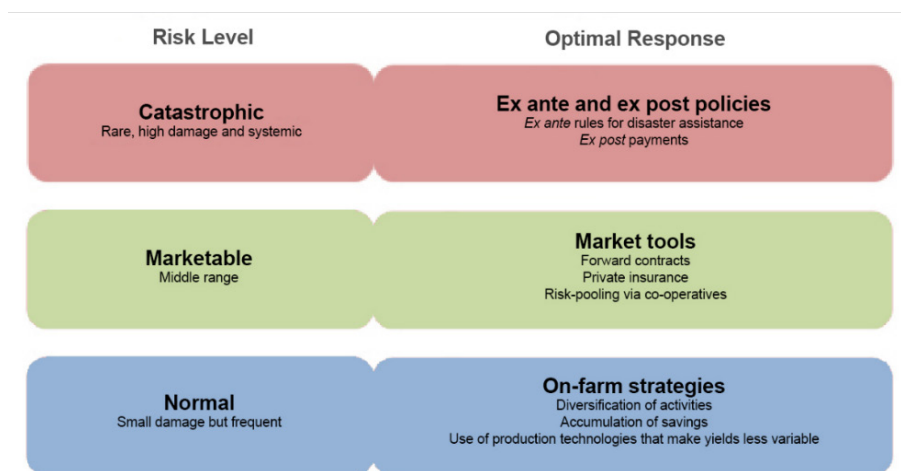 Risk Level
Optimal Response
Catastrophic
Rare, high damage and systemic
Ex ante and ex post policies
Ex ante rules for disaster assistance
Ex post payments
Marketable
Middle range
Market tools
Forward contracts
Private insurance
Risk-pooling via co-operatives
Normal
Small damage but frequent
On-farm strategies
Diversification of activities
Accumulation of savings
Use of production technologies that make yields less variable